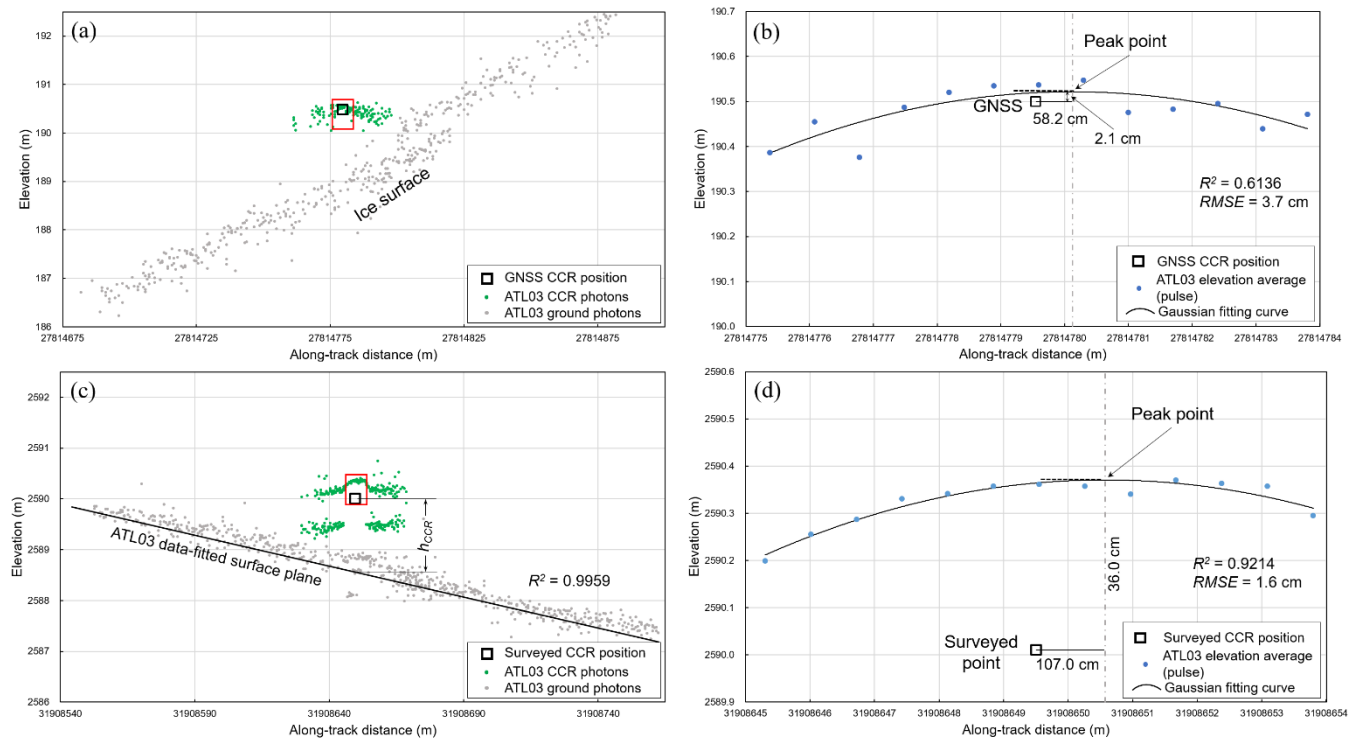 (a)
Elevation (m)
192
191
190
189
188
187
186
Ice surface
GNSS CCR position
ATL03 CCR photons
ATL03 ground photons
27814675
27814725
27814775
27814825
27814875
Along-track distance (m)
(b)
Elevation (m)
190.7
190.6
190.5
190.4
190.3
190.2
190.1
190.0
Peak point
GNSS
58.2 cm
2.1 cm
R² = 0.6136
RMSE = 3.7 cm
GNSS CCR position
ATL03 elevation average
(pulse)
Gaussian fitting curve
27814775
27814776
27814777
27814778
27814779
27814780
27814781
27814782
27814783
27814784
Along-track distance (m)
(c)
Elevation (m)
2592
2591
2590
2589
2588
2587
2586
h_CCR
ATL03 data-fitted surface plane
R² = 0.9959
Surveyed CCR position
ATL03 CCR photons
ATL03 ground photons
31908540
31908590
31908640
31908690
31908740
Along-track distance (m)
(d)
Elevation (m)
2590.6
2590.5
2590.4
2590.3
2590.2
2590.1
2590.0
2589.9
Peak point
36.0 cm
R² = 0.9214
RMSE = 1.6 cm
Surveyed
point
107.0 cm
Surveyed CCR position
ATL03 elevation average
(pulse)
Gaussian fitting curve
31908645
31908646
31908647
31908648
31908649
31908650
31908651
31908652
31908653
31908654
Along-track distance (m)